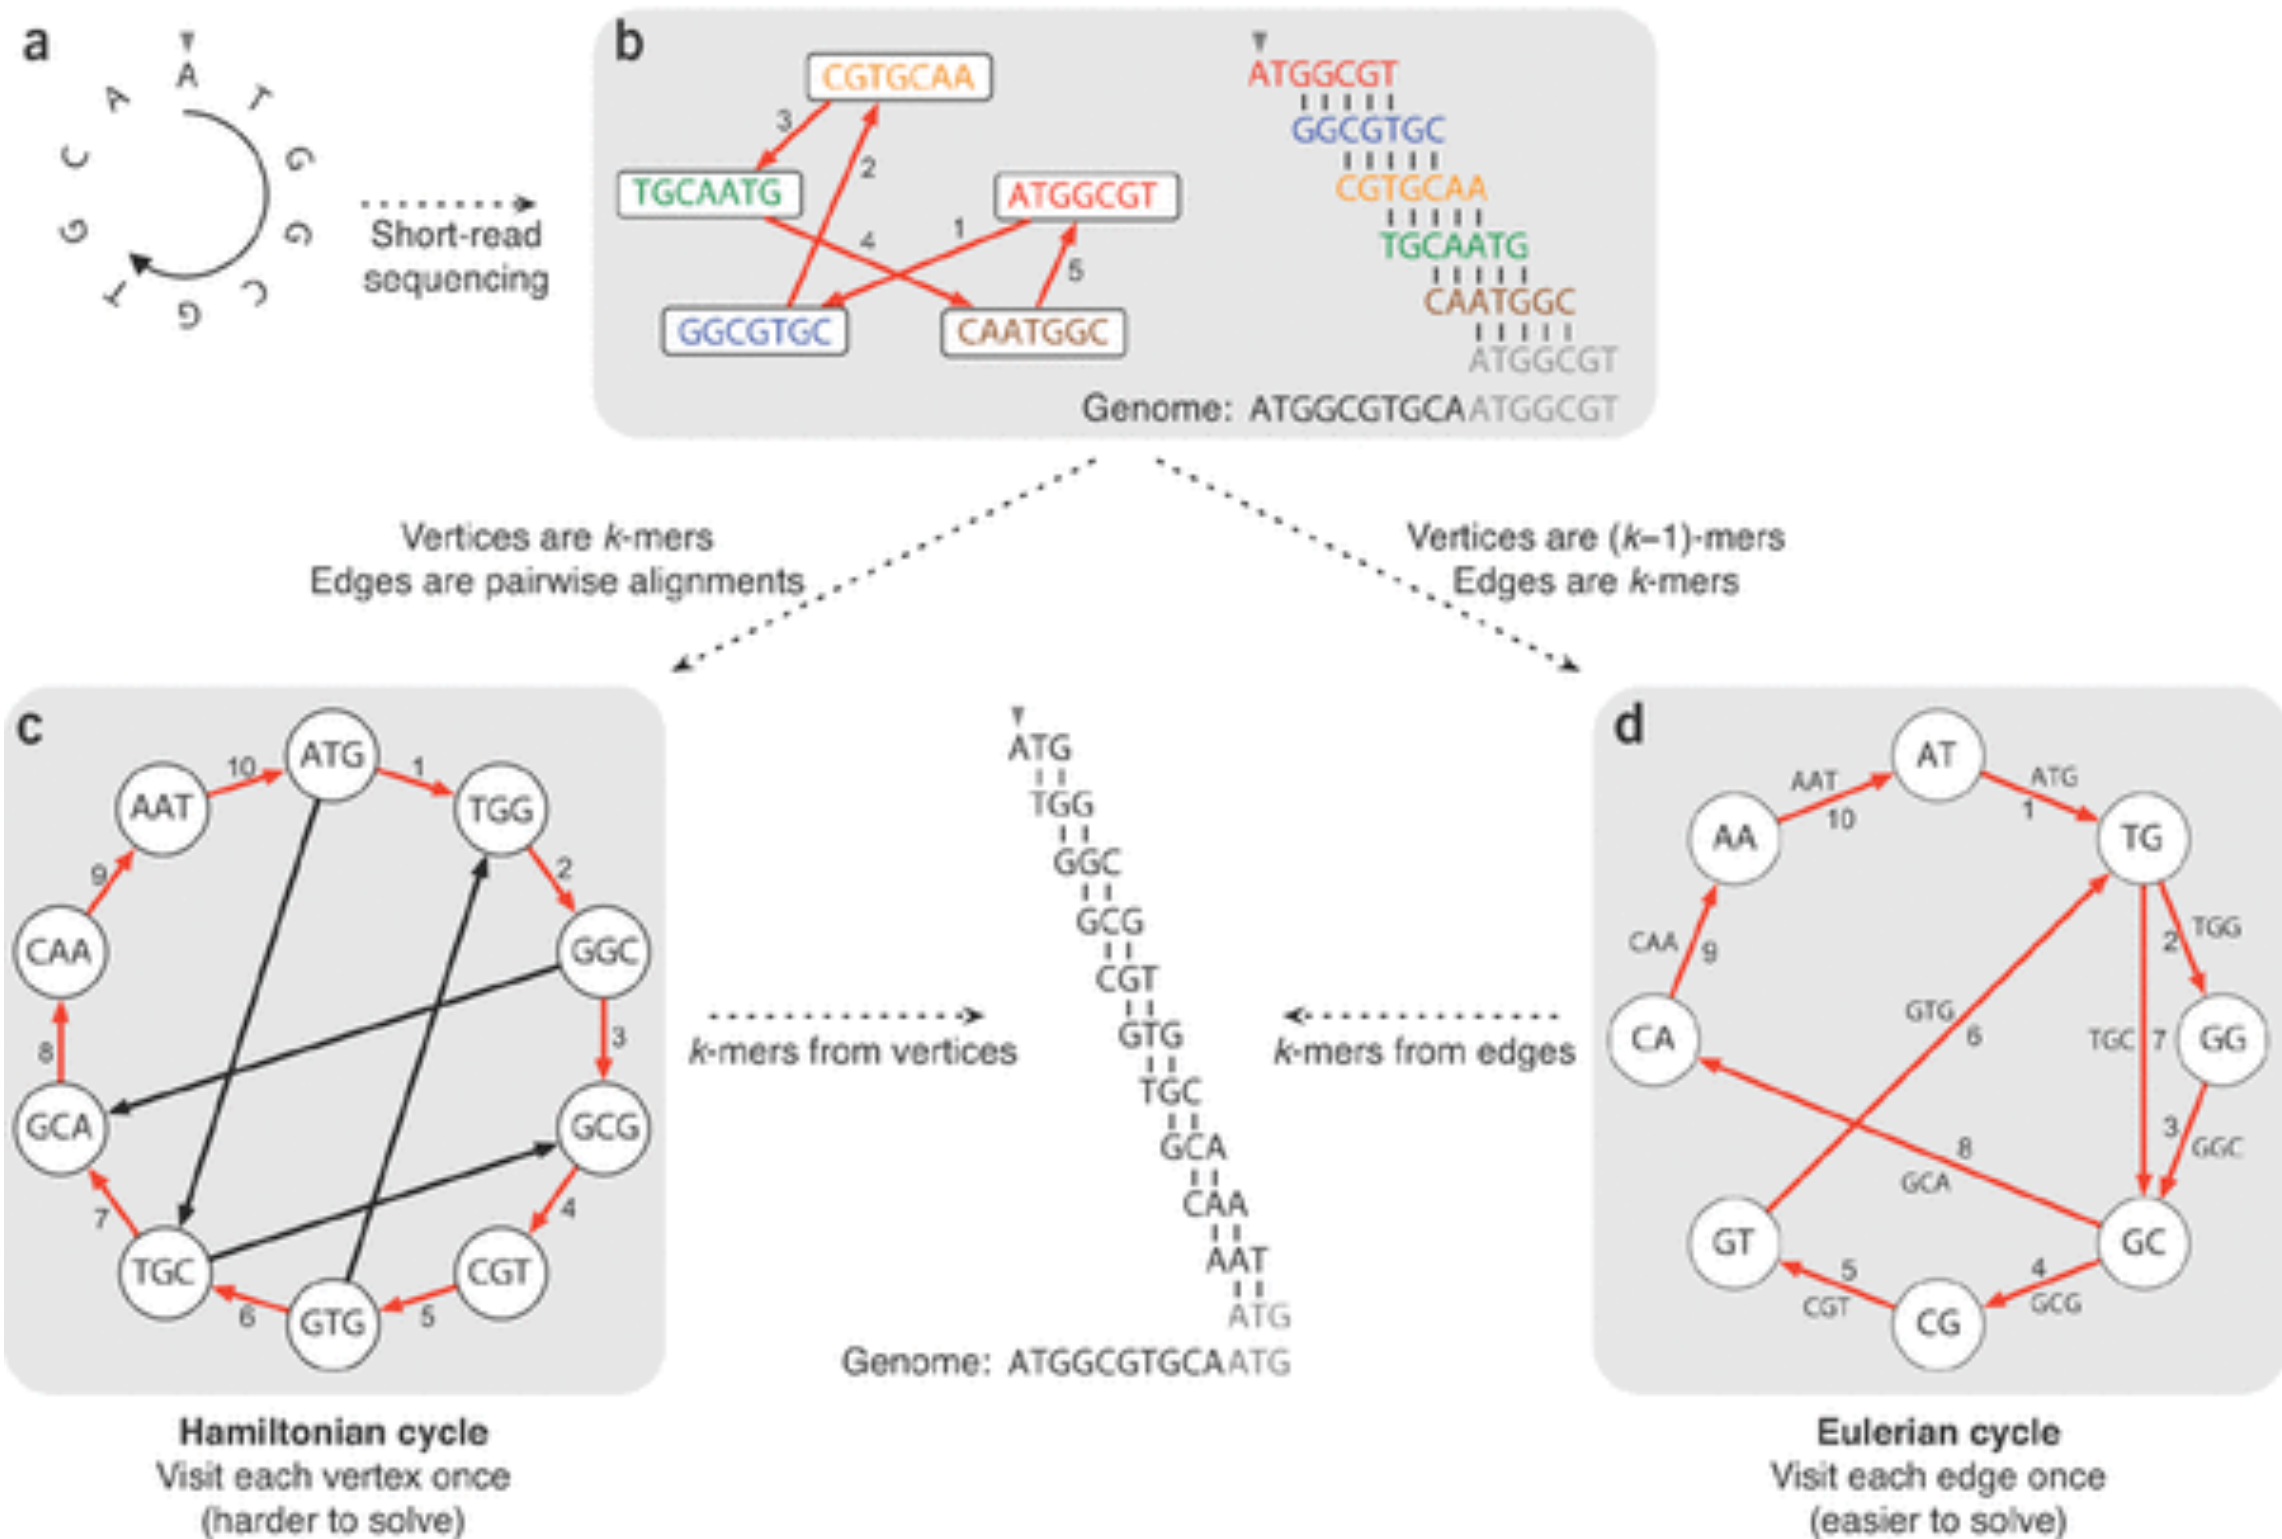 a
A
T
G
G
C
G
T
G
C
A
Short-read
sequencing
b
CGTGCAA
3
2
TGCAATG
ATGGCGT
1
4
5
GGCGTGC
CAATGGC
ATGGCGT
GGCGTGC
CGTGCAA
TGCAATG
CAATGGC
ATGGCGT
Genome: ATGGCGTGCAATGGCGT
Vertices are k-mers
Edges are pairwise alignments
Vertices are (k–1)-mers
Edges are k-mers
c
ATG
1
TGG
2
GGC
3
GCG
4
CGT
5
GTG
6
TGC
7
GCA
8
CAA
9
AAT
10
Hamiltonian cycle
Visit each vertex once
(harder to solve)
k-mers from vertices
ATG
TGG
GGC
GCG
CGT
GTG
TGC
GCA
CAA
AAT
ATG
Genome: ATGGCGTGCAATG
k-mers from edges
d
AT
ATG
1
TG
TGG
2
GG
3
GGC
GC
4
GCG
CG
5
CGT
GT
GTG
6
TGC 7
8
GCA
CA
CAA
9
AA
AAT
10
Eulerian cycle
Visit each edge once
(easier to solve)